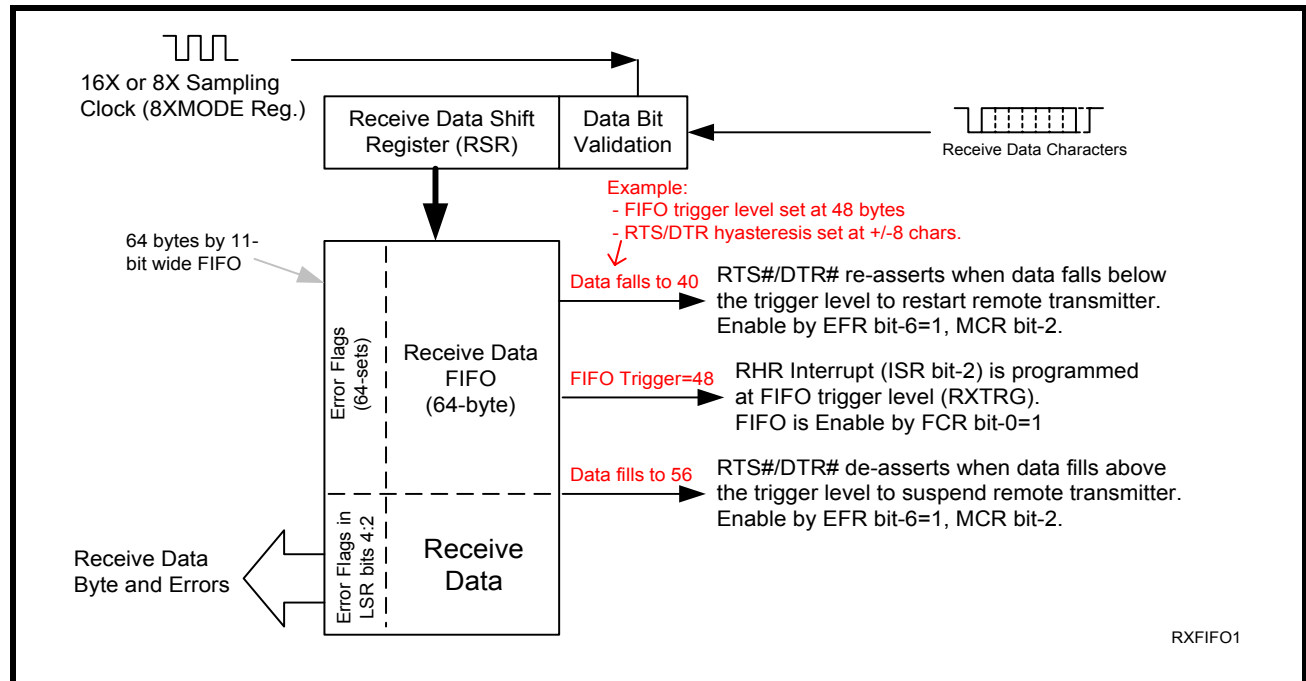 16X or 8X Sampling
Clock (8XMODE Reg.)
Receive Data Shift
Register (RSR)
Data Bit
Validation
Receive Data Characters
Example:
- FIFO trigger level set at 48 bytes
- RTS/DTR hyasteresis set at +/-8 chars.
64 bytes by 11-
bit wide FIFO
Data falls to 40
RTS#/DTR# re-asserts when data falls below
the trigger level to restart remote transmitter.
Enable by EFR bit-6=1, MCR bit-2.
Error Flags
(64-sets)
Receive Data
FIFO
(64-byte)
FIFO Trigger=48
RHR Interrupt (ISR bit-2) is programmed
at FIFO trigger level (RXTRG).
FIFO is Enable by FCR bit-0=1
Data fills to 56
RTS#/DTR# de-asserts when data fills above
the trigger level to suspend remote transmitter.
Enable by EFR bit-6=1, MCR bit-2.
Error Flags in
LSR bits 4:2
Receive
Data
Receive Data
Byte and Errors
RXFIFO1